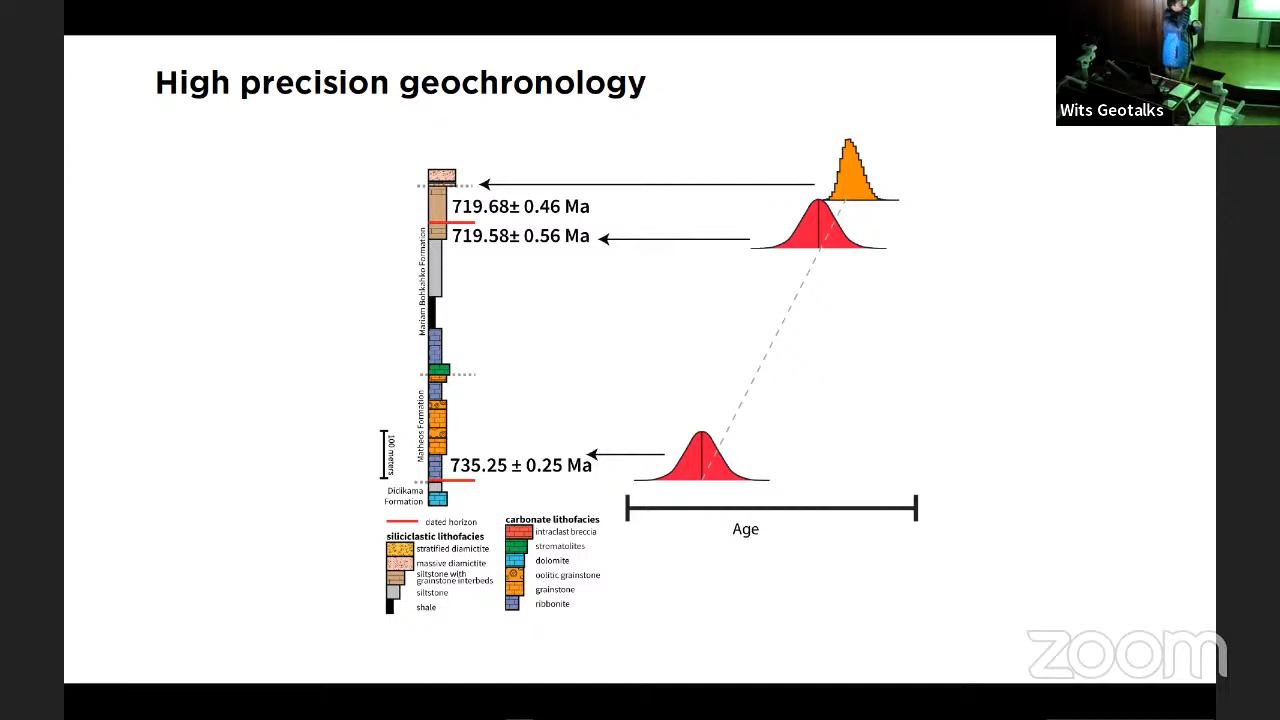 High precision geochronology
Wits Geotalks
719.68± 0.46 Ma
719.58± 0.56 Ma
Mariam Bohkahko Formation
Matheos Formation
100 meters
735.25 ± 0.25 Ma
Didikama
Formation
Age
dated horizon
siliciclastic lithofacies
stratified diamictite
massive diamictite
siltstone with
grainstone interbeds
siltstone
shale
carbonate lithofacies
intraclast breccia
stromatolites
dolomite
oolitic grainstone
grainstone
ribbonite
zoom